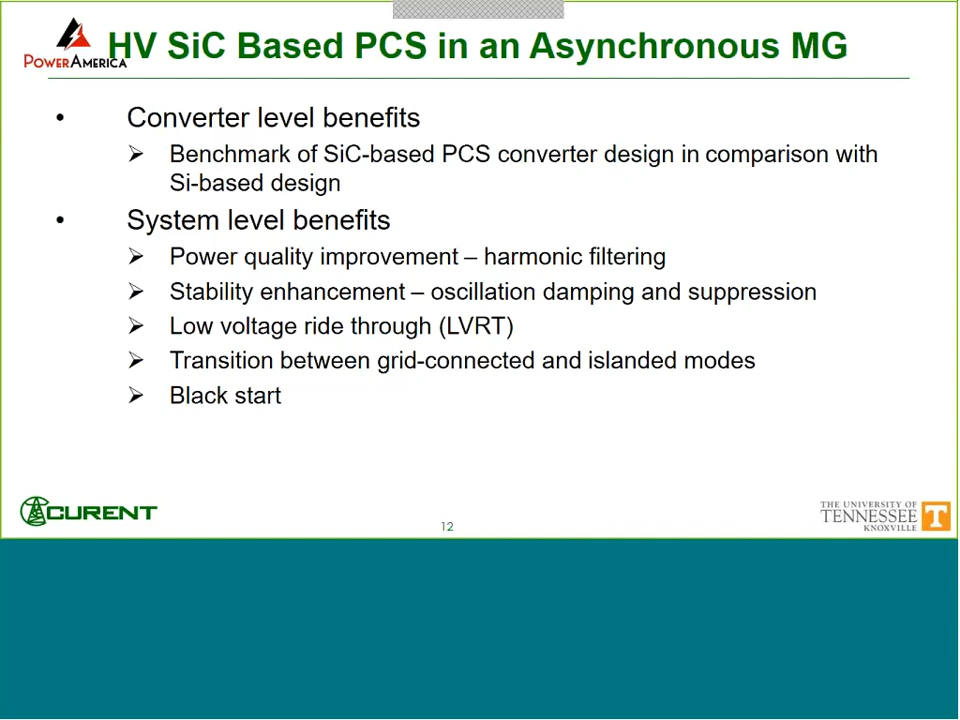 POWERAMERICA
HV SiC Based PCS in an Asynchronous MG
• Converter level benefits
➢ Benchmark of SiC-based PCS converter design in comparison with
Si-based design
• System level benefits
➢ Power quality improvement – harmonic filtering
➢ Stability enhancement – oscillation damping and suppression
➢ Low voltage ride through (LVRT)
➢ Transition between grid-connected and islanded modes
➢ Black start
CURENT
12
THE UNIVERSITY OF
TENNESSEE
KNOXVILLE
T